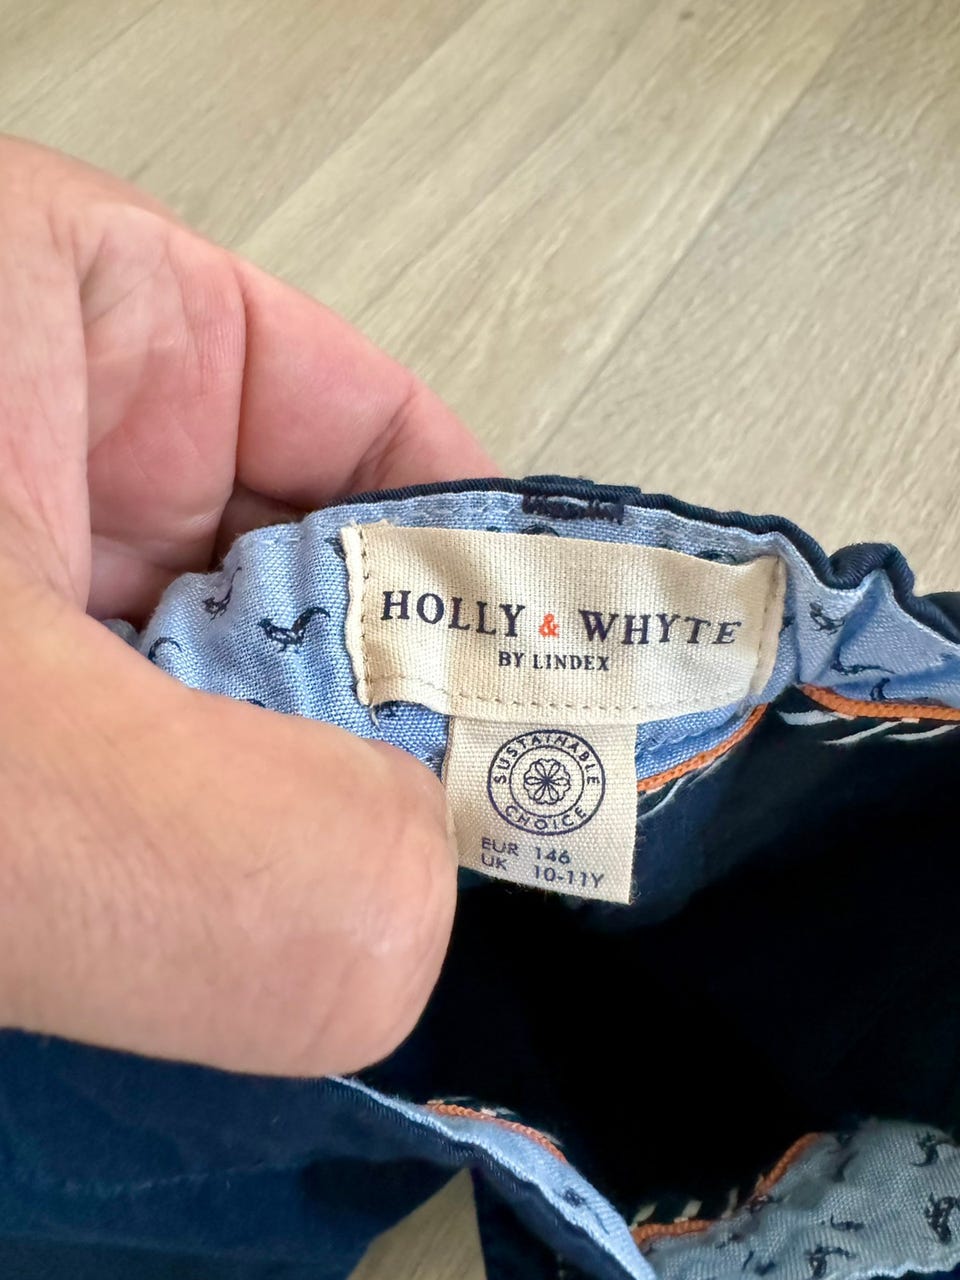 HOLLY & WHYTE
BY LINDEX
SUSTAINABLE
CHOICE
EUR 146
UK 10-11Y